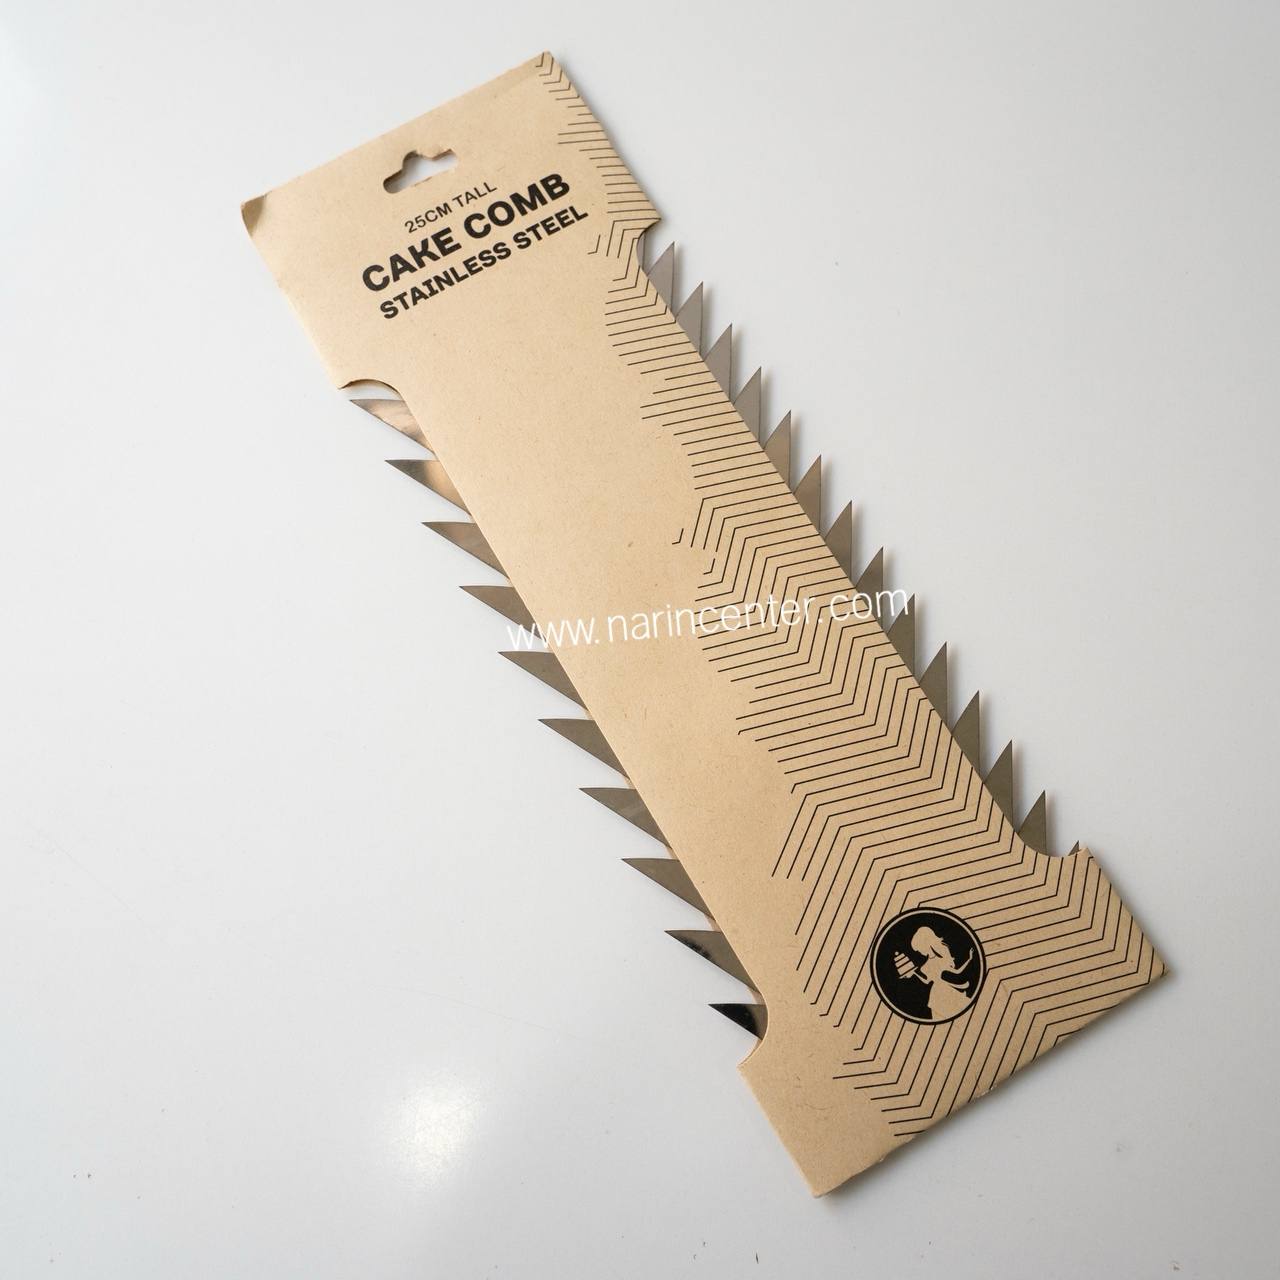 25CM TALL
CAKE COMB
STAINLESS STEEL
www.narincenter.com